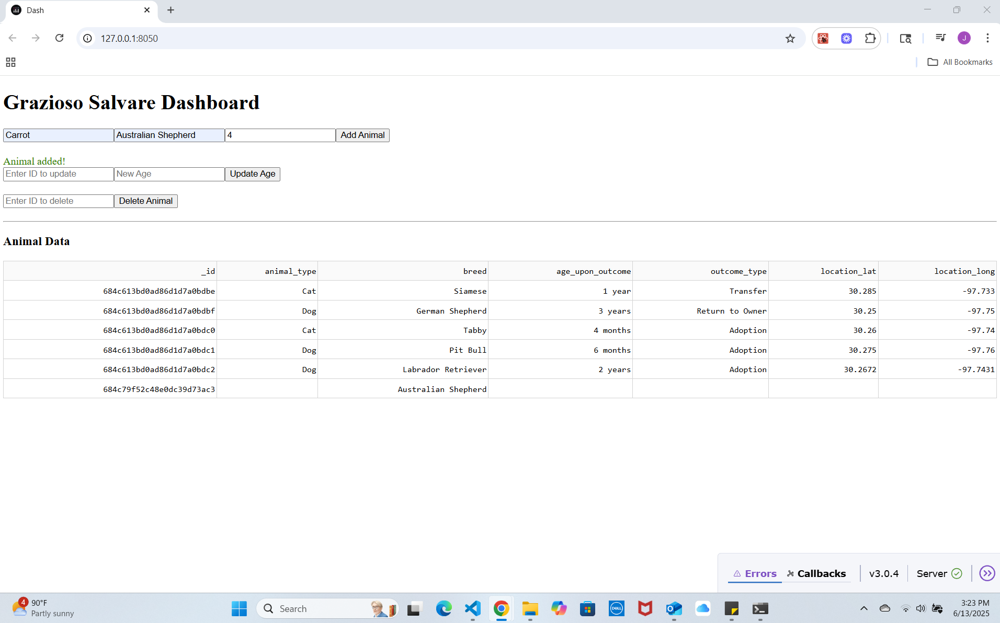 Dash
127.0.0.1:8050
J
All Bookmarks
Grazioso Salvare Dashboard
Carrot Australian Shepherd 4 Add Animal
Animal added!
Enter ID to update New Age Update Age
Enter ID to delete Delete Animal
Animal Data
_id animal_type breed age_upon_outcome outcome_type location_lat location_long
684c613bd0ad86d1d7a0bdbe Cat Siamese 1 year Transfer 30.285 -97.733
684c613bd0ad86d1d7a0bdbf Dog German Shepherd 3 years Return to Owner 30.25 -97.75
684c613bd0ad86d1d7a0bdc0 Cat Tabby 4 months Adoption 30.26 -97.74
684c613bd0ad86d1d7a0bdc1 Dog Pit Bull 6 months Adoption 30.275 -97.76
684c613bd0ad86d1d7a0bdc2 Dog Labrador Retriever 2 years Adoption 30.2672 -97.7431
684c79f52c48e0dc39d73ac3 Australian Shepherd
Errors Callbacks v3.0.4 Server
4 90°F
Partly sunny
Search
DELL
3:23 PM
6/13/2025